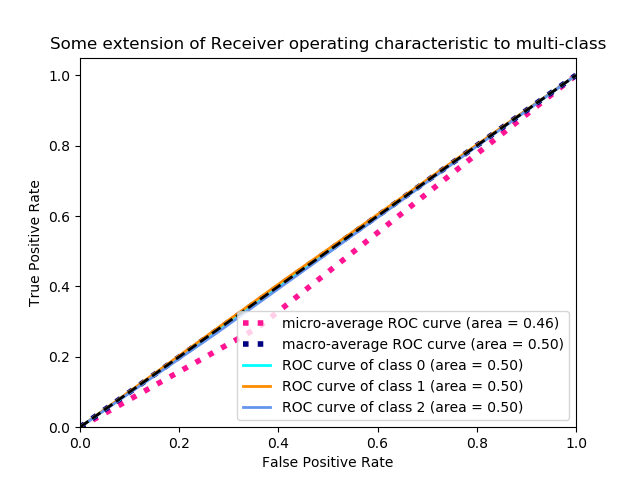 Some extension of Receiver operating characteristic to multi-class
1.0
0.8
0.6
0.4
0.2
0.0
True Positive Rate
micro-average ROC curve (area = 0.46)
macro-average ROC curve (area = 0.50)
ROC curve of class 0 (area = 0.50)
ROC curve of class 1 (area = 0.50)
ROC curve of class 2 (area = 0.50)
0.0 0.2 0.4 0.6 0.8 1.0
False Positive Rate